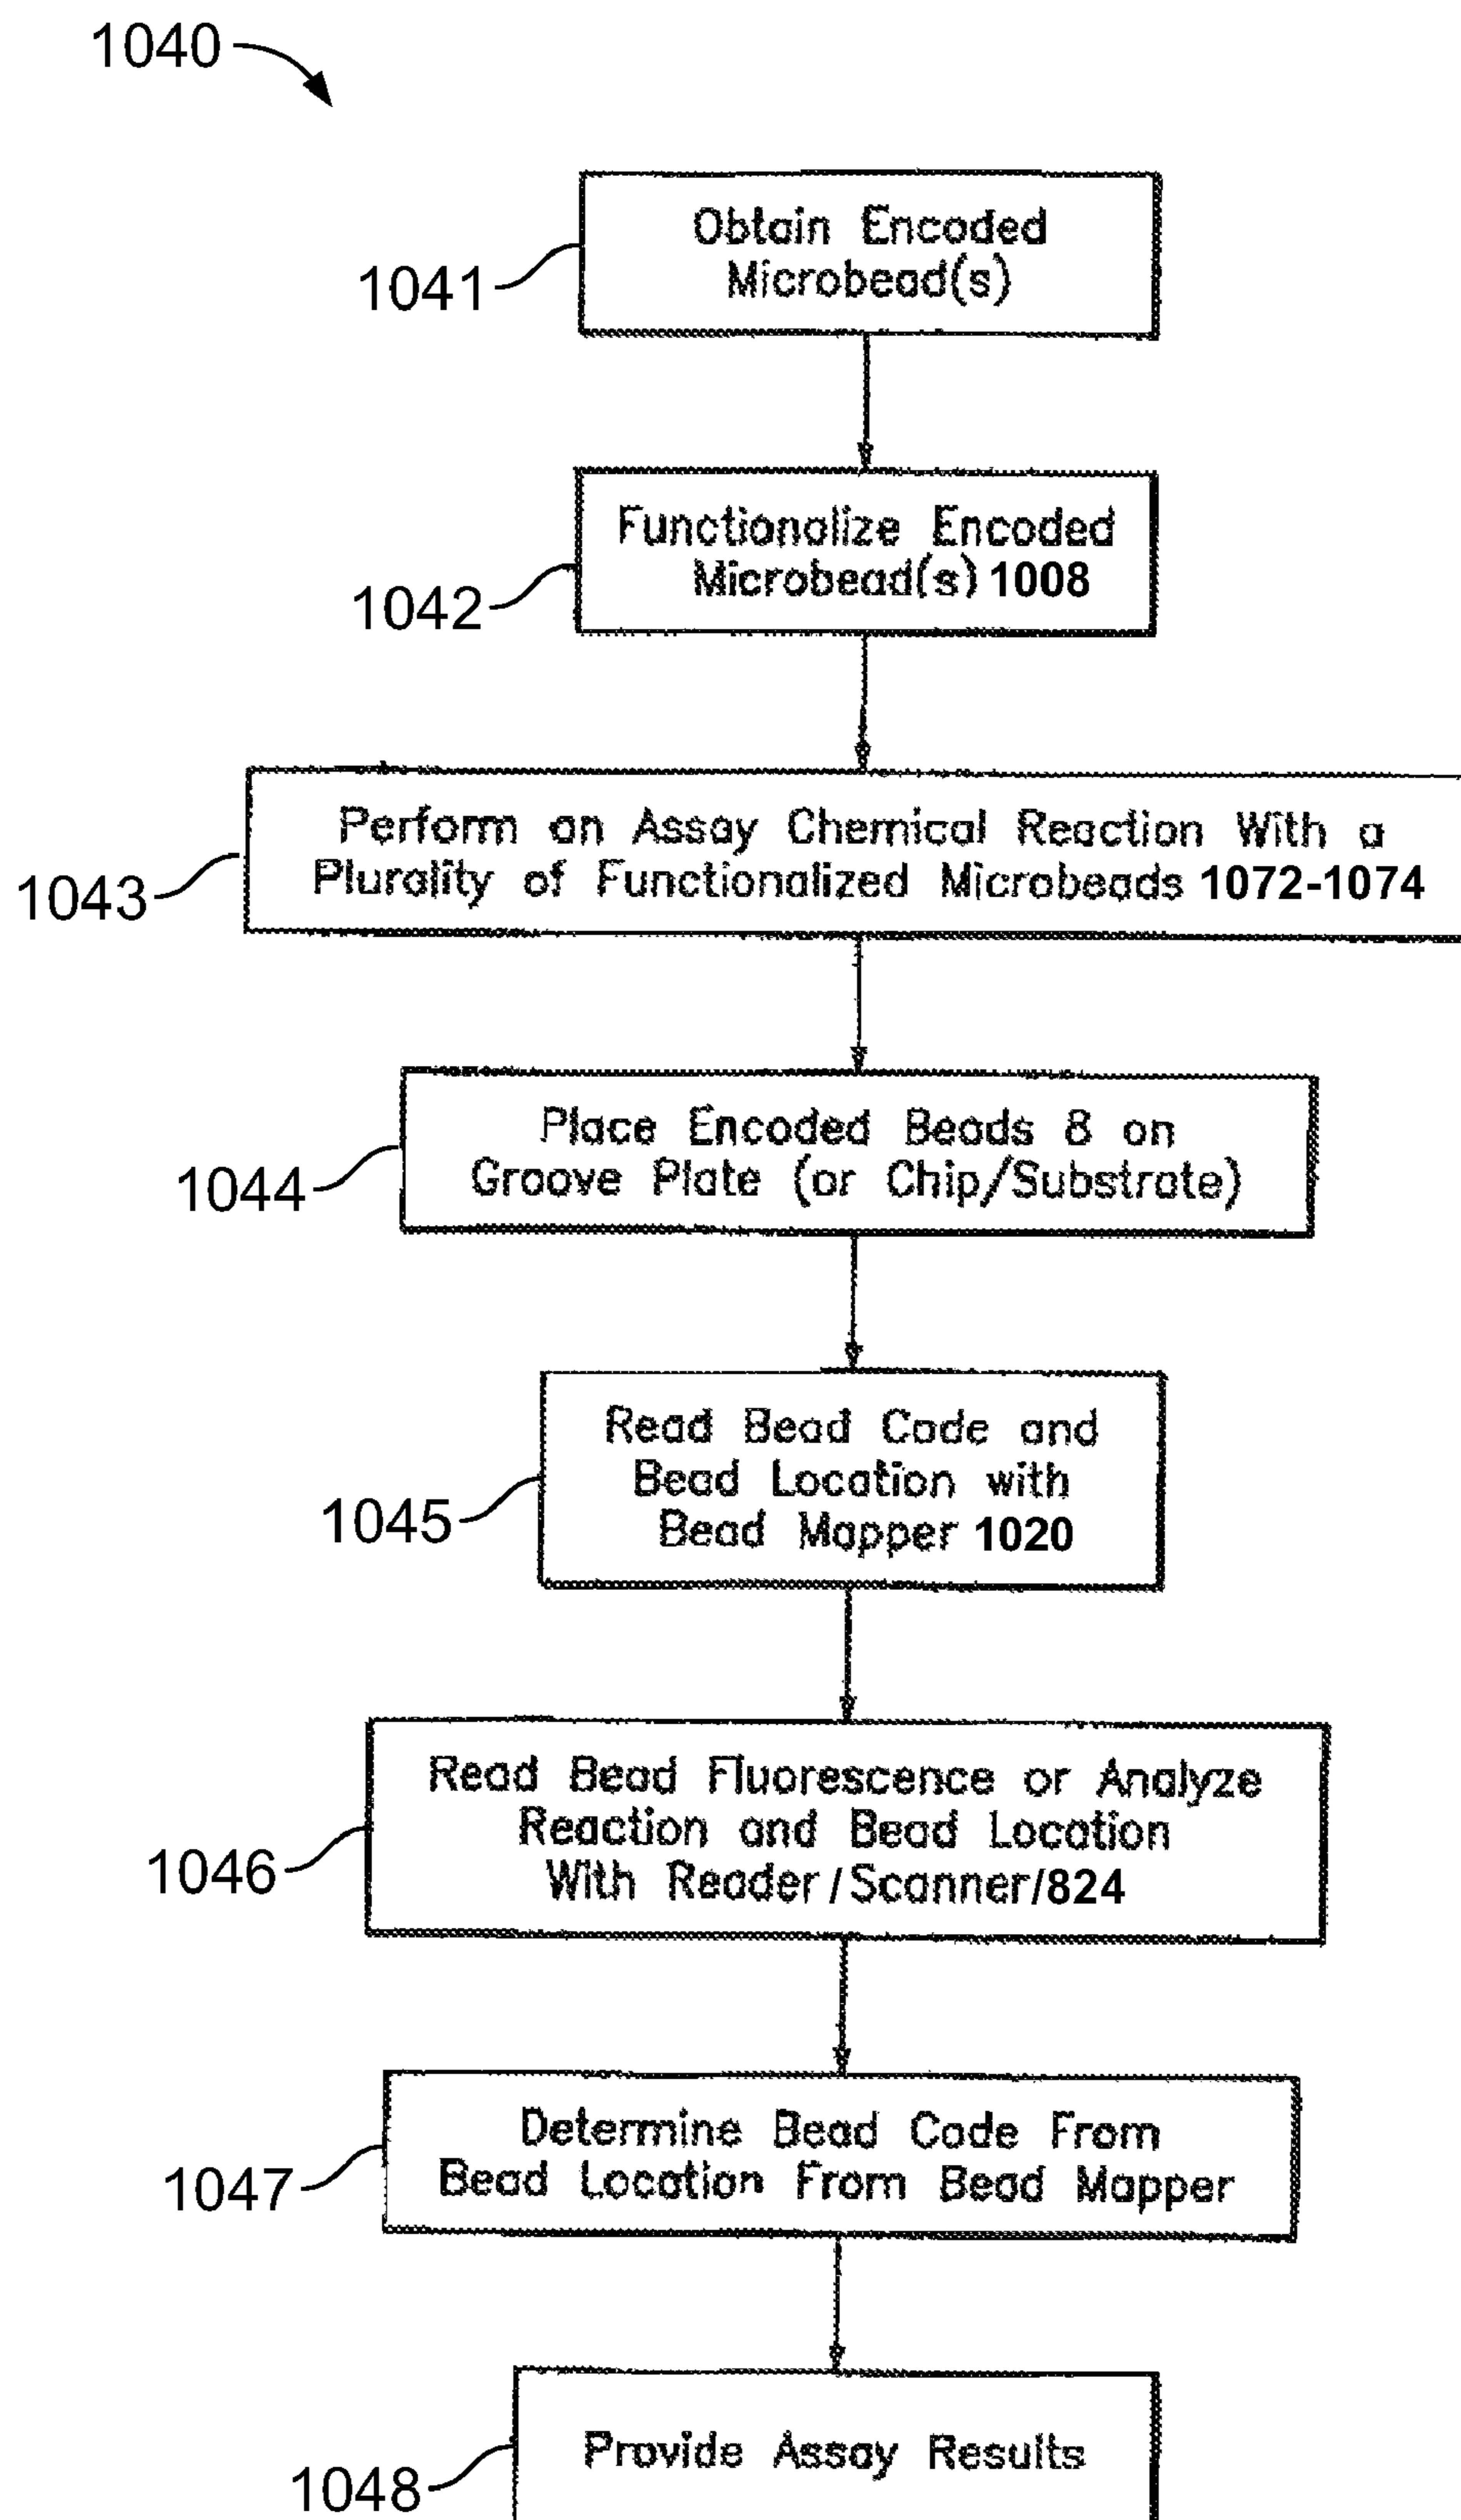 1040
Obtain Encoded
Microbead(s)
1041
Functionalize Encoded
Microbead(s) 1008
1042
Perform an Assay Chemical Reaction With a
Plurality of Functionalized Microbeads 1072-1074
1043
Place Encoded Beads 8 on
Groove Plate (or Chip/Substrate)
1044
Read Bead Code and
Bead Location with
Bead Mapper 1020
1045
Read Bead Fluorescence or Analyze
Reaction and Bead Location
With Reader/Scanner/824
1046
Determine Bead Code From
Bead Location From Bead Mapper
1047
Provide Assay Results
1048